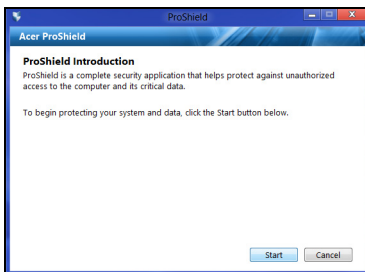 ProShield
Acer ProShield
ProShield Introduction
ProShield is a complete security application that helps protect against unauthorized
access to the computer and its critical data.
To begin protecting your system and data, click the Start button below.
Start Cancel